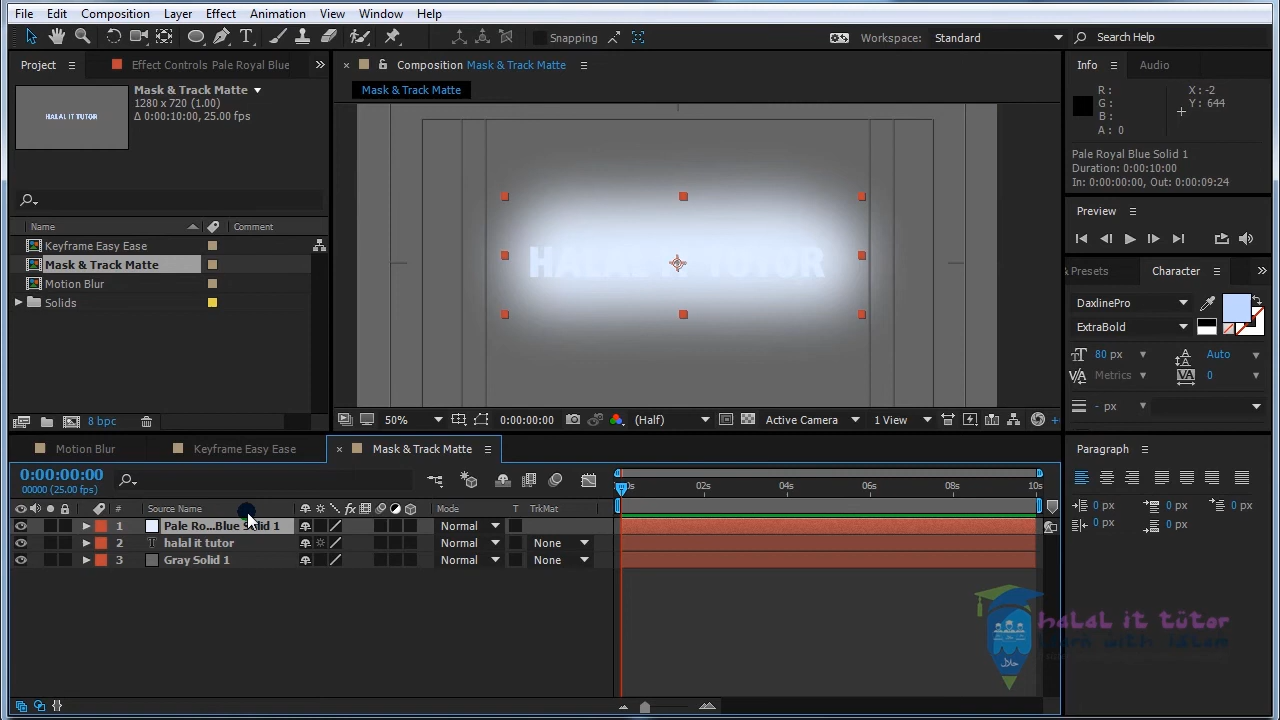 File Edit Composition Layer Effect Animation View Window Help
Snapping Workspace: Standard Search Help
Project Effect Controls Pale Royal Blue
Composition Mask & Track Matte
Info Audio
Mask & Track Matte
1280 x 720 (1.00)
Δ 0:00:10:00, 25.00 fps
HALAL IT TUTOR
Mask & Track Matte
R: X: -2
G: Y: 644
B:
A: 0
Pale Royal Blue Solid 1
Duration: 0:00:10:00
In: 0:00:00:00, Out: 0:00:09:24
Preview
Name Comment
Keyframe Easy Ease
Mask & Track Matte
Motion Blur
Solids
HALAL IT TUTOR
& Presets Character
DaxlinePro
ExtraBold
80 px Auto
Metrics 0
- px
8 bpc
50% 0:00:00:00 (Half) Active Camera 1 View
Motion Blur Keyframe Easy Ease Mask & Track Matte
Paragraph
0:00:00:00
00000 (25.00 fps)
02s 04s 06s 08s 10s
0 px 0 px 0 px
0 px 0 px
# Source Name Mode T TrkMat
1 Pale Ro...Blue Solid 1 Normal
2 halal it tutor Normal None
3 Gray Solid 1 Normal None
halal it tutor
learn with islam
حلال